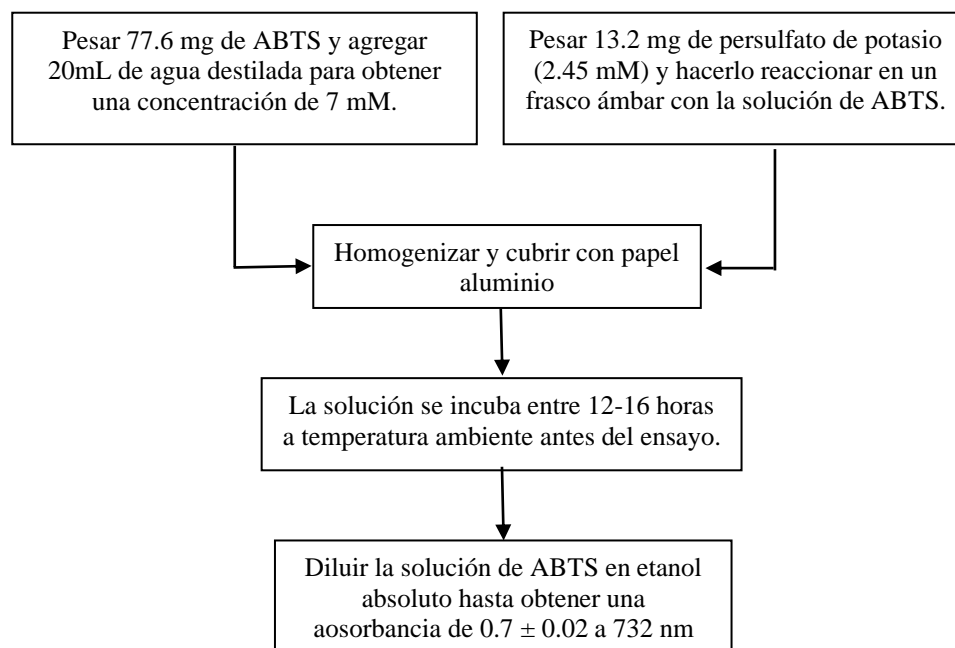 Pesar 77.6 mg de ABTS y agregar
20mL de agua destilada para obtener
una concentración de 7 mM.
Pesar 13.2 mg de persulfato de potasio
(2.45 mM) y hacerlo reaccionar en un
frasco ámbar con la solución de ABTS.
Homogenizar y cubrir con papel
aluminio
La solución se incuba entre 12-16 horas
a temperatura ambiente antes del ensayo.
Diluir la solución de ABTS en etanol
absoluto hasta obtener una
aosorbancia de 0.7 ± 0.02 a 732 nm